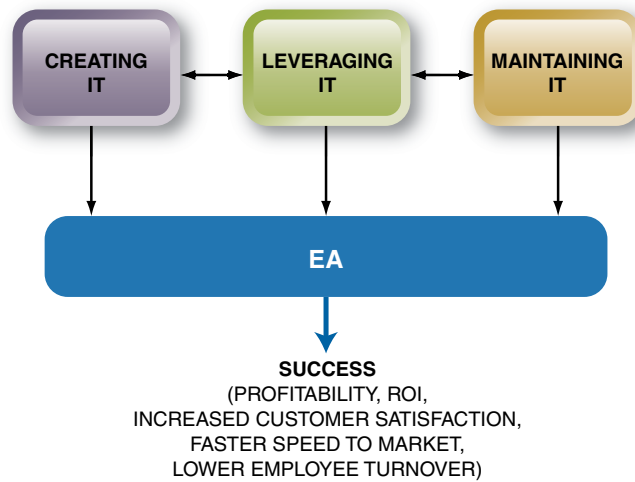 CREATING
IT
LEVERAGING
IT
MAINTAINING
IT
EA
SUCCESS
(PROFITABILITY, ROI,
INCREASED CUSTOMER SATISFACTION,
FASTER SPEED TO MARKET,
LOWER EMPLOYEE TURNOVER)